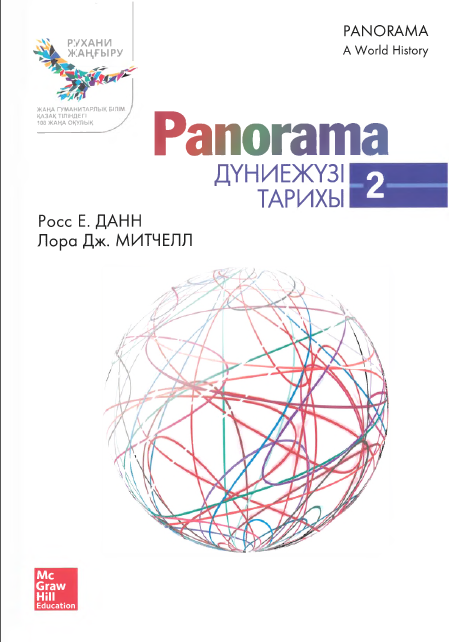 РУХАНИ
ЖАҢҒЫРУ
ЖАҢА ГУМАНИТАРЛЫҚ БІЛІМ
ҚАЗАҚ ТІЛІНДЕГІ
100 ЖАҢА ОҚУЛЫҚ
PANORAMA
A World History
Panorama
ДҮНИЕЖҮЗІ
ТАРИХЫ
2
Росс Е. ДАНН
Лора Дж. МИТЧЕЛЛ
Mc
Graw
Hill
Education